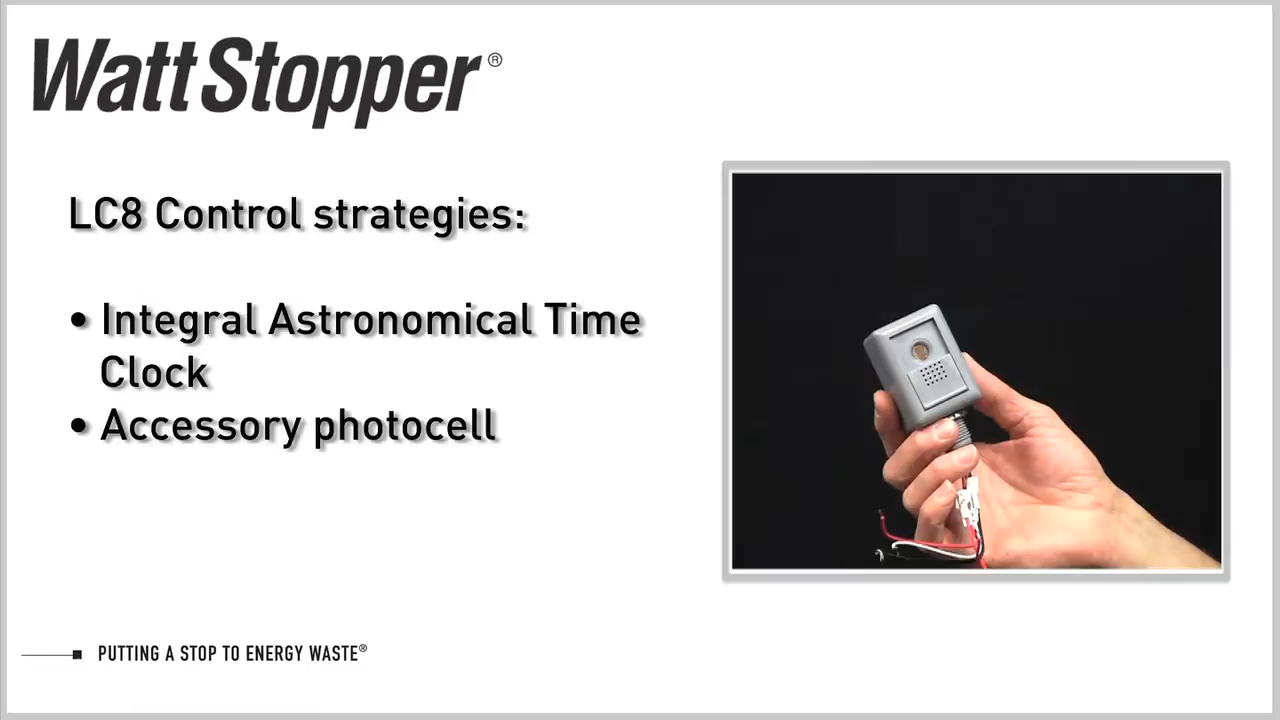 WattStopper®
LC8 Control strategies:
• Integral Astronomical Time
Clock
• Accessory photocell
PUTTING A STOP TO ENERGY WASTE®